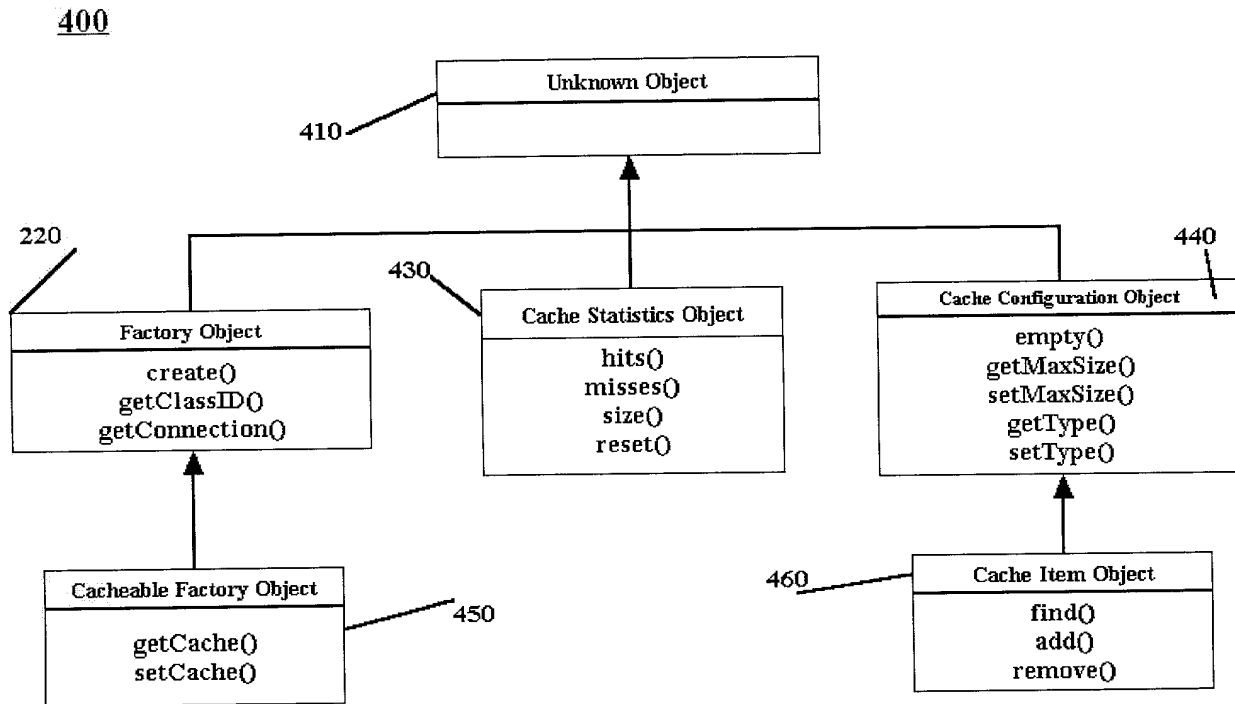 400
Unknown Object
410
220
430
440
Factory Object
create()
getClassID()
getConnection()
Cache Statistics Object
hits()
misses()
size()
reset()
Cache Configuration Object
empty()
getMaxSize()
setMaxSize()
getType()
setType()
Cacheable Factory Object
getCache()
setCache()
450
460
Cache Item Object
find()
add()
remove()